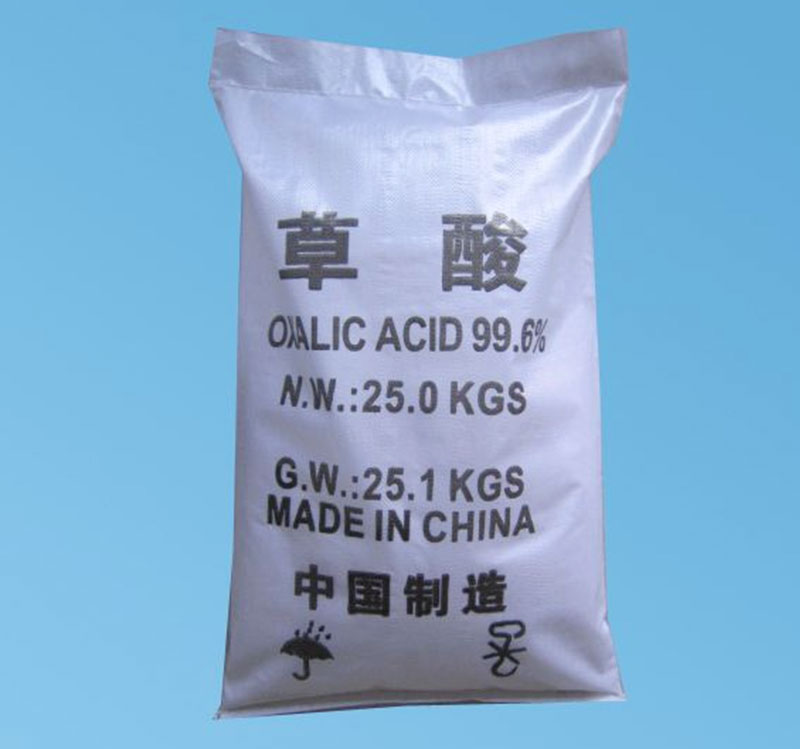 草 酸
OXALIC ACID 99.6%
N.W.:25.0 KGS
G.W.:25.1 KGS
MADE IN CHINA
中国制造